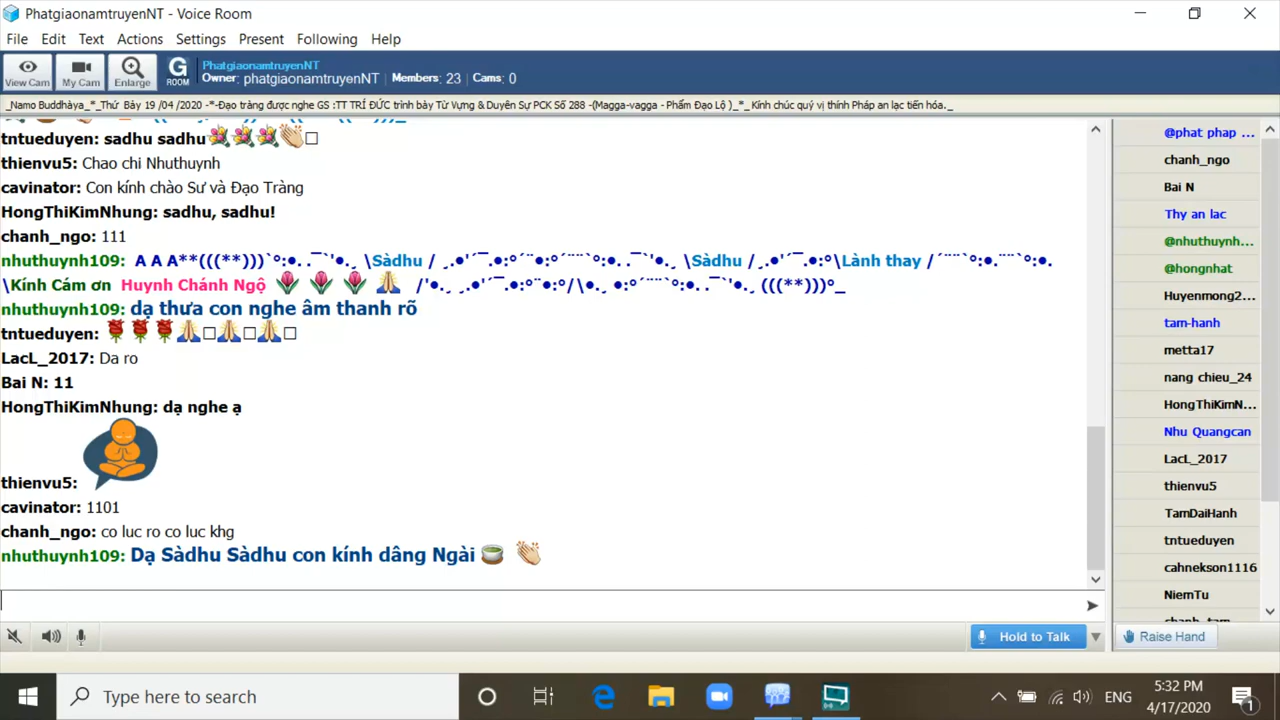 PhatgiaonamtruyenNT - Voice Room
File Edit Text Actions Settings Present Following Help
View Cam My Cam Enlarge G ROOM
PhatgiaonamtruyenNT
Owner: phatgiaonamtruyenNT Members: 23 Cams: 0
_Namo Buddhàya_*_Thứ Bảy 19 /04 /2020 -*-Đạo tràng được nghe GS :TT TRÍ ĐỨC trình bày Từ Vựng & Duyên Sự PCK Số 288 -(Magga-vagga - Phẩm Đạo Lộ )_*_ Kính chúc quý vị thính Pháp an lạc tiến hóa._
tntueduyen: sadhu sadhu
thienvu5: Chao chi Nhuthuynh
cavinator: Con kính chào Sư và Đạo Tràng
HongThiKimNhung: sadhu, sadhu!
chanh_ngo: 111
nhuthuynh109: A A A**(((**)))`°:•. .¯`'•.¸ \Sàdhu / ¸.•'´¯.•:°´¨•:°´¨¨`°:•. .¯`'•.¸ \Sàdhu / ¸.•'´¯.•:°\Lành thay /´¨¨`°:•.¨¨`°:•.
\Kính Cám ơn Huynh Chánh Ngộ /'•.¸ ¸.•'´¯.•:°¨•:°/\•.¸ •:°´¨¨`°:•. .¯`'•.¸ (((**)))°_
nhuthuynh109: dạ thưa con nghe âm thanh rõ
tntueduyen:
LacL_2017: Da ro
Bai N: 11
HongThiKimNhung: dạ nghe ạ
thienvu5:
cavinator: 1101
chanh_ngo: co luc ro co luc khg
nhuthuynh109: Dạ Sàdhu Sàdhu con kính dâng Ngài
@phat phap ...
chanh_ngo
Bai N
Thy an lac
@nhuthuynh...
@hongnhat
Huyenmong2...
tam-hanh
metta17
nang chieu_24
HongThiKimN...
Nhu Quangcan
LacL_2017
thienvu5
TamDaiHanh
tntueduyen
cahnekson1116
NiemTu
Hold to Talk Raise Hand
Type here to search
ENG
5:32 PM
4/17/2020
1